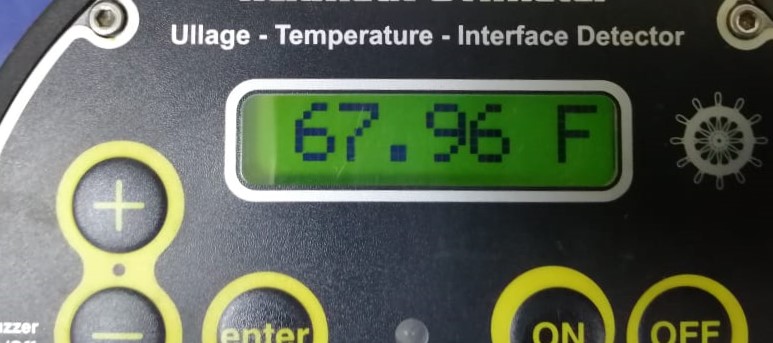 Ullage - Temperature - Interface Detector
67.96 F
+
-
enter
ON
OFF